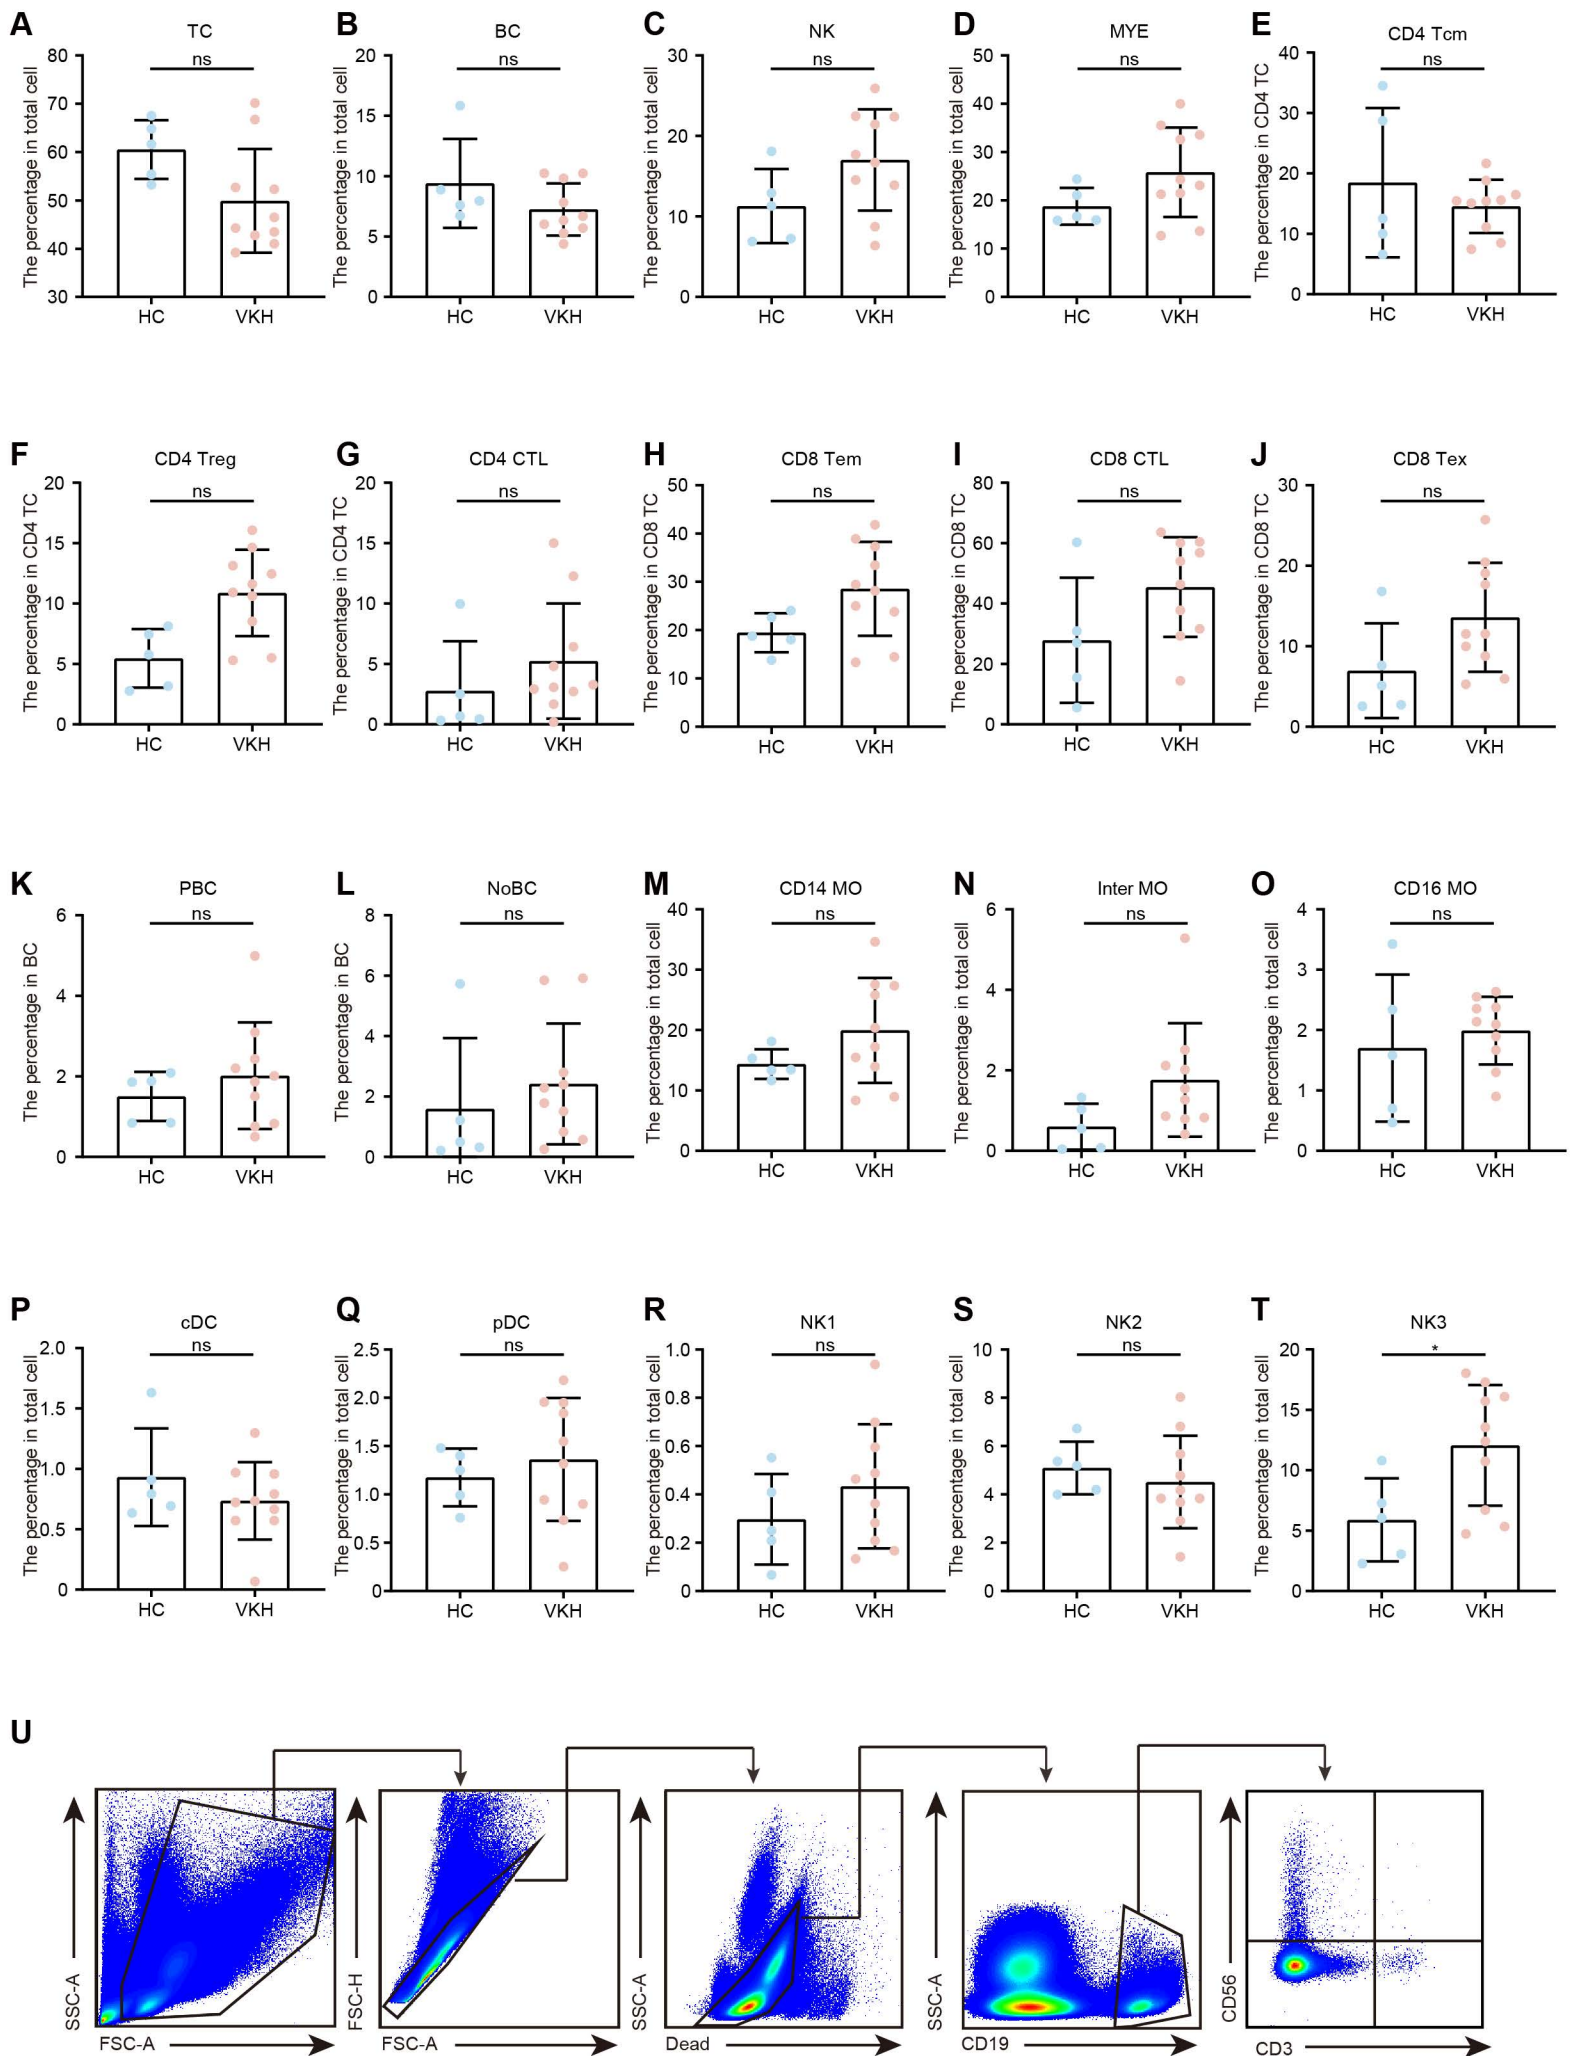 A B C D E
TC BC NK MYE CD4 Tcm
ns ns ns ns ns
The percentage in total cell
80
70
60
50
40
30
HC VKH
The percentage in total cell
20
15
10
5
0
HC VKH
The percentage in total cell
30
20
10
0
HC VKH
The percentage in total cell
50
40
30
20
10
0
HC VKH
The percentage in CD4 TC
40
30
20
10
0
HC VKH
F G H I J
CD4 Treg CD4 CTL CD8 Tem CD8 CTL CD8 Tex
ns ns ns ns ns
The percentage in CD4 TC
20
15
10
5
0
HC VKH
The percentage in CD4 TC
20
15
10
5
0
HC VKH
The percentage in CD8 TC
50
40
30
20
10
0
HC VKH
The percentage in CD8 TC
80
60
40
20
0
HC VKH
The percentage in CD8 TC
30
20
10
0
HC VKH
K L M N O
PBC NoBC CD14 MO Inter MO CD16 MO
ns ns ns ns ns
The percentage in BC
6
4
2
0
HC VKH
The percentage in BC
8
6
4
2
0
HC VKH
The percentage in total cell
40
30
20
10
0
HC VKH
The percentage in total cell
6
4
2
0
HC VKH
The percentage in total cell
4
3
2
1
0
HC VKH
P Q R S T
cDC pDC NK1 NK2 NK3
ns ns ns ns *
The percentage in total cell
2.0
1.5
1.0
0.5
0
HC VKH
The percentage in total cell
2.5
2.0
1.5
1.0
0.5
0
HC VKH
The percentage in total cell
1.0
0.8
0.6
0.4
0.2
0
HC VKH
The percentage in total cell
10
8
6
4
2
0
HC VKH
The percentage in total cell
20
15
10
5
0
HC VKH
U
SSC-A
FSC-A
FSC-H
FSC-A
SSC-A
Dead
SSC-A
CD19
CD56
CD3